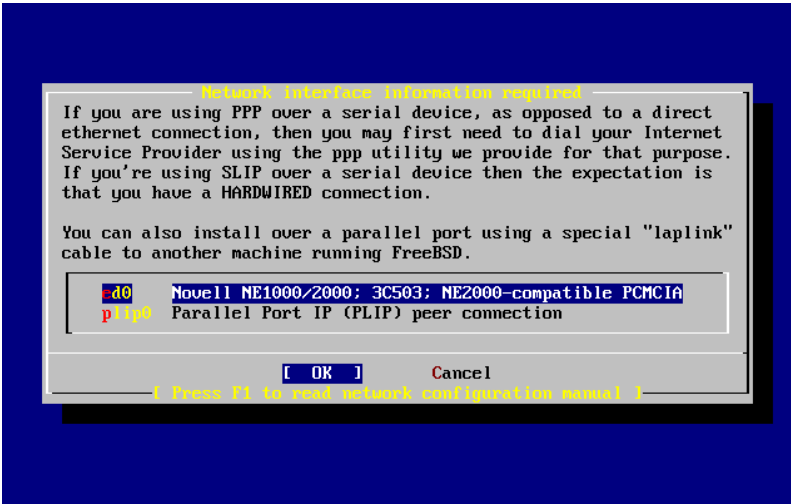 Network interface information required
If you are using PPP over a serial device, as opposed to a direct
ethernet connection, then you may first need to dial your Internet
Service Provider using the ppp utility we provide for that purpose.
If you're using SLIP over a serial device then the expectation is
that you have a HARDWIRED connection.
You can also install over a parallel port using a special "laplink"
cable to another machine running FreeBSD.
ed0 Novell NE1000/2000; 3C503; NE2000-compatible PCMCIA
plip0 Parallel Port IP (PLIP) peer connection
[ OK ] Cancel
[ Press F1 to read network configuration manual ]